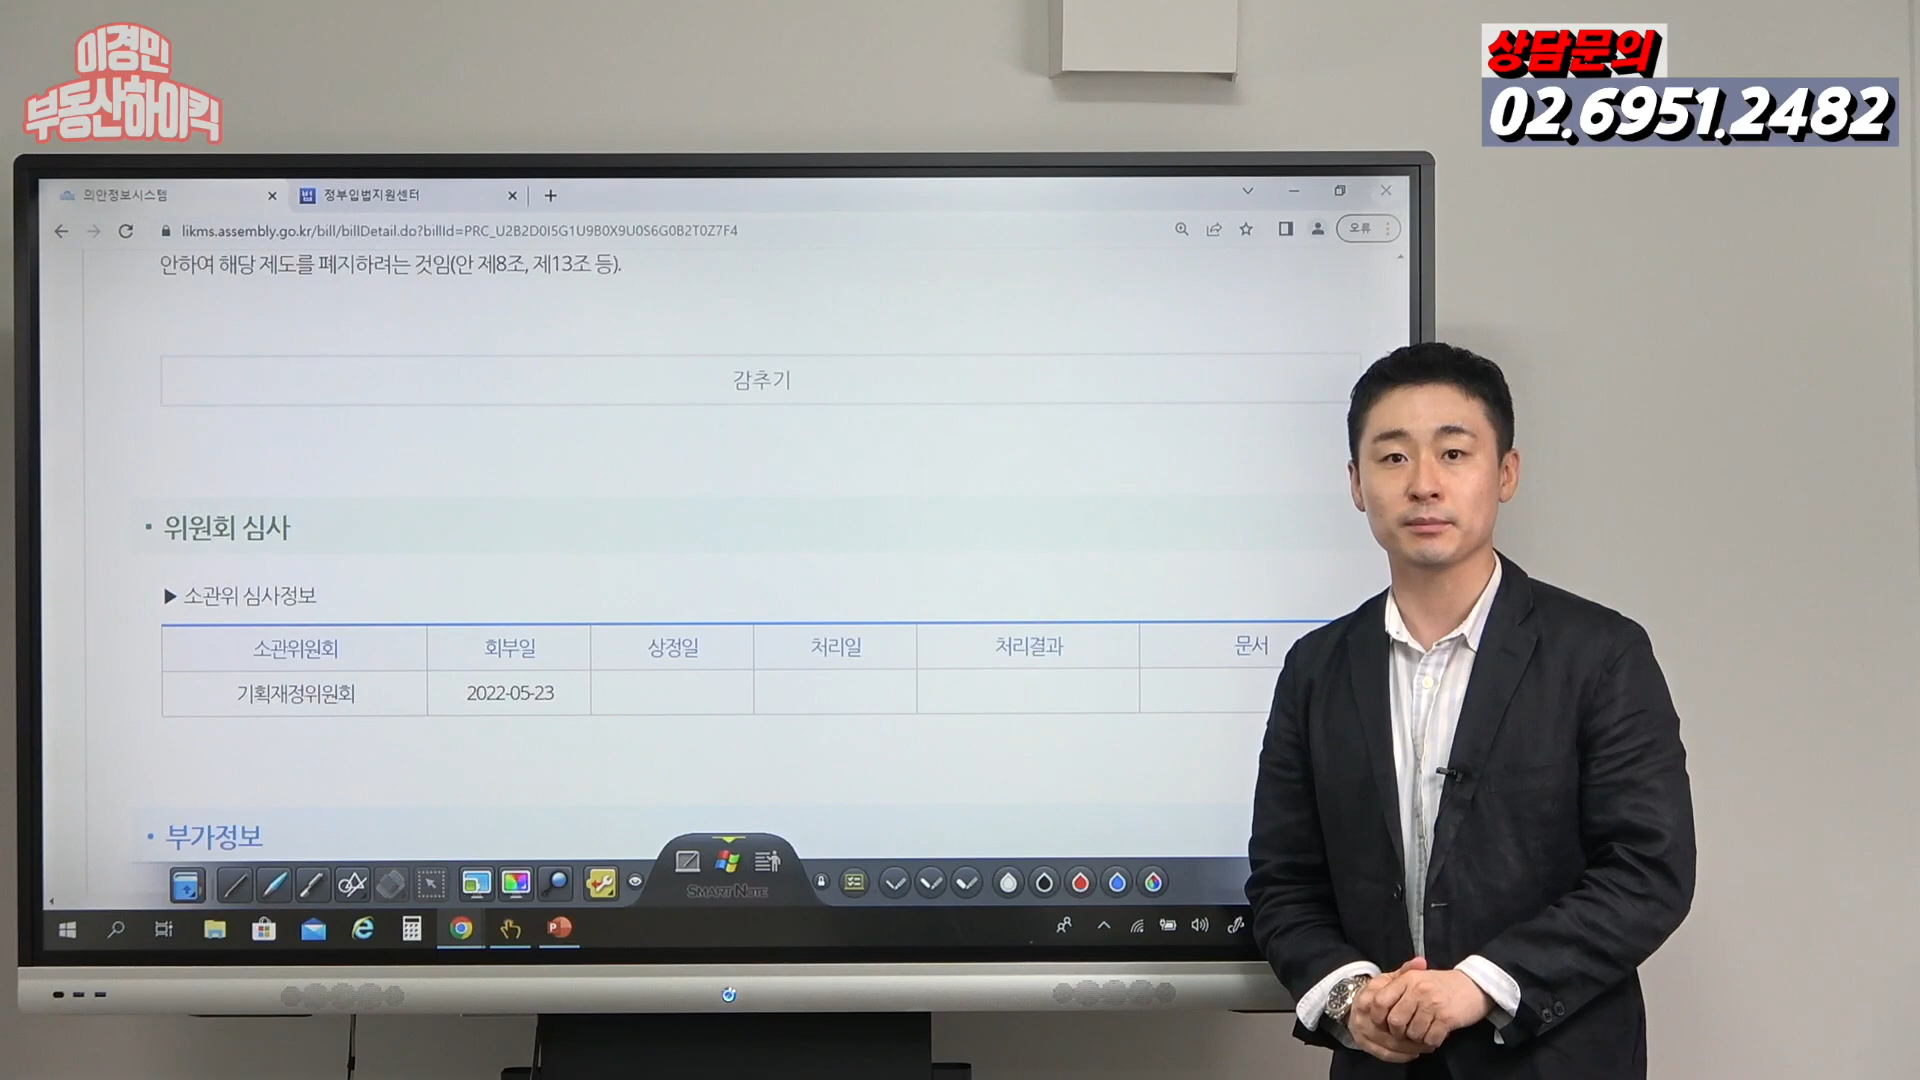 이경민
부동산하이킥
상담문의
02.6951.2482
의안정보시스템
법
정부입법지원센터
likms.assembly.go.kr/bill/billDetail.do?billId=PRC_U2B2D0I5G1U9B0X9U0S6G0B2T0Z7F4
오류
안하여 해당 제도를 폐지하려는 것임(안 제8조, 제13조 등).
감추기
위원회 심사
▶ 소관위 심사정보
소관위원회 회부일 상정일 처리일 처리결과 문서
기획재정위원회 2022-05-23
부가정보
SMART NOTE